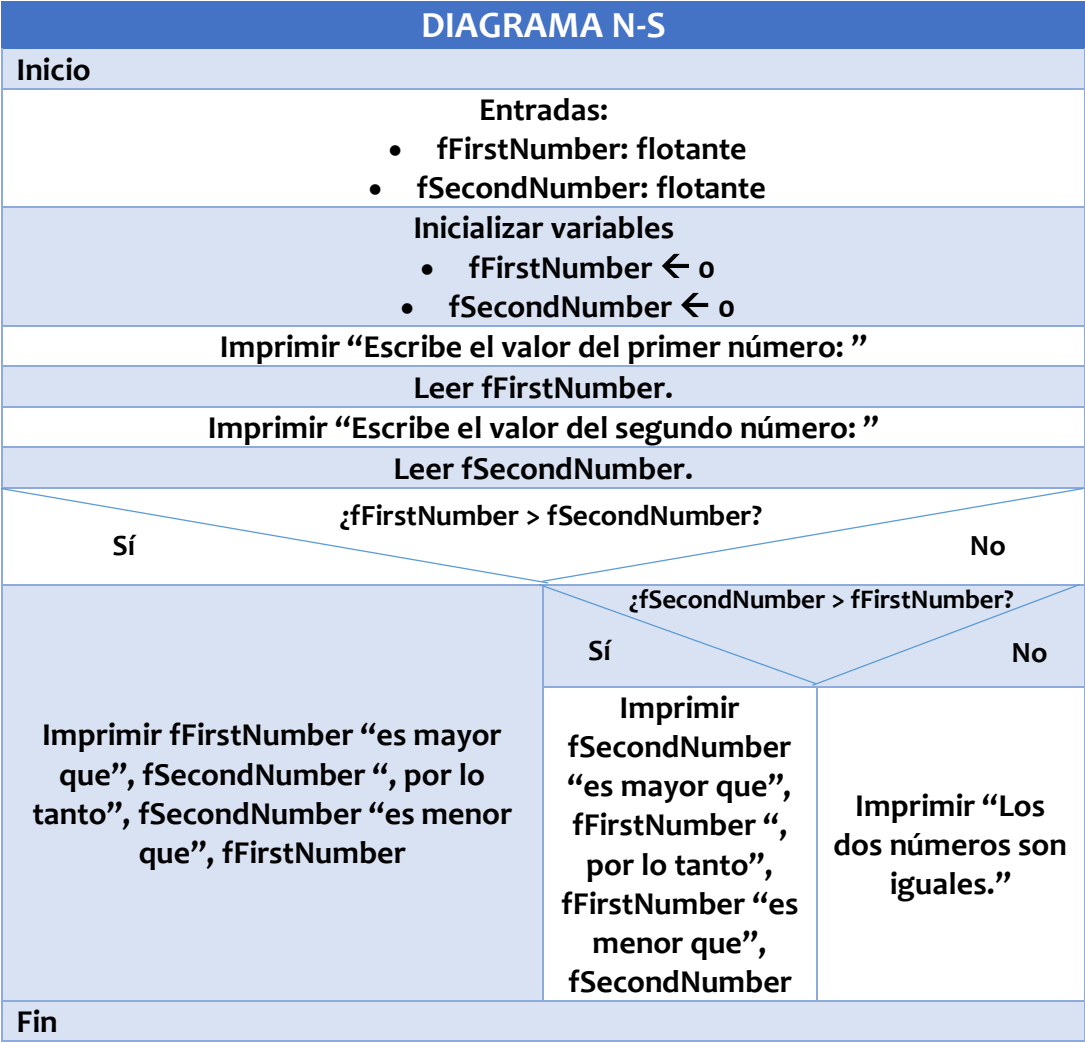 DIAGRAMA N-S
Inicio
Entradas:
• fFirstNumber: flotante
• fSecondNumber: flotante
Inicializar variables
• fFirstNumber ← 0
• fSecondNumber ← 0
Imprimir “Escribe el valor del primer número: ”
Leer fFirstNumber.
Imprimir “Escribe el valor del segundo número: ”
Leer fSecondNumber.
¿fFirstNumber > fSecondNumber?
Sí
No
Imprimir fFirstNumber “es mayor
que”, fSecondNumber “, por lo
tanto”, fSecondNumber “es menor
que”, fFirstNumber
¿fSecondNumber > fFirstNumber?
Sí
No
Imprimir
fSecondNumber
“es mayor que”,
fFirstNumber “,
por lo tanto”,
fFirstNumber “es
menor que”,
fSecondNumber
Imprimir “Los
dos números son
iguales.”
Fin